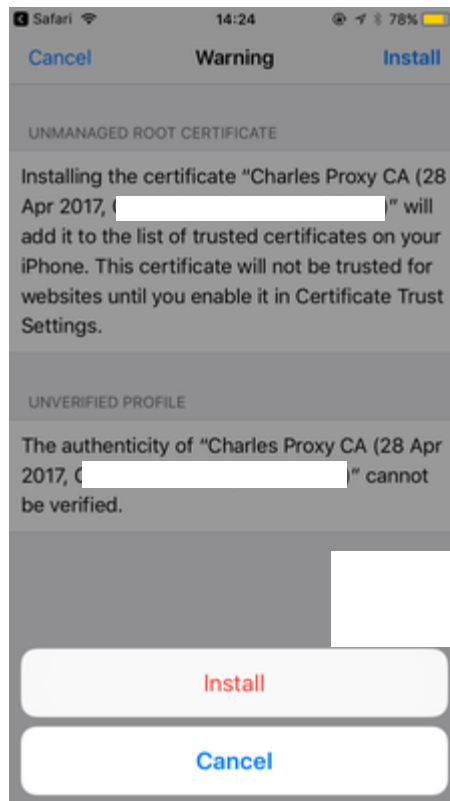 Safari 14:24 78%
Cancel Warning Install
UNMANAGED ROOT CERTIFICATE
Installing the certificate “Charles Proxy CA (28
Apr 2017, )” will
add it to the list of trusted certificates on your
iPhone. This certificate will not be trusted for
websites until you enable it in Certificate Trust
Settings.
UNVERIFIED PROFILE
The authenticity of “Charles Proxy CA (28 Apr
2017, )” cannot
be verified.
Install
Cancel